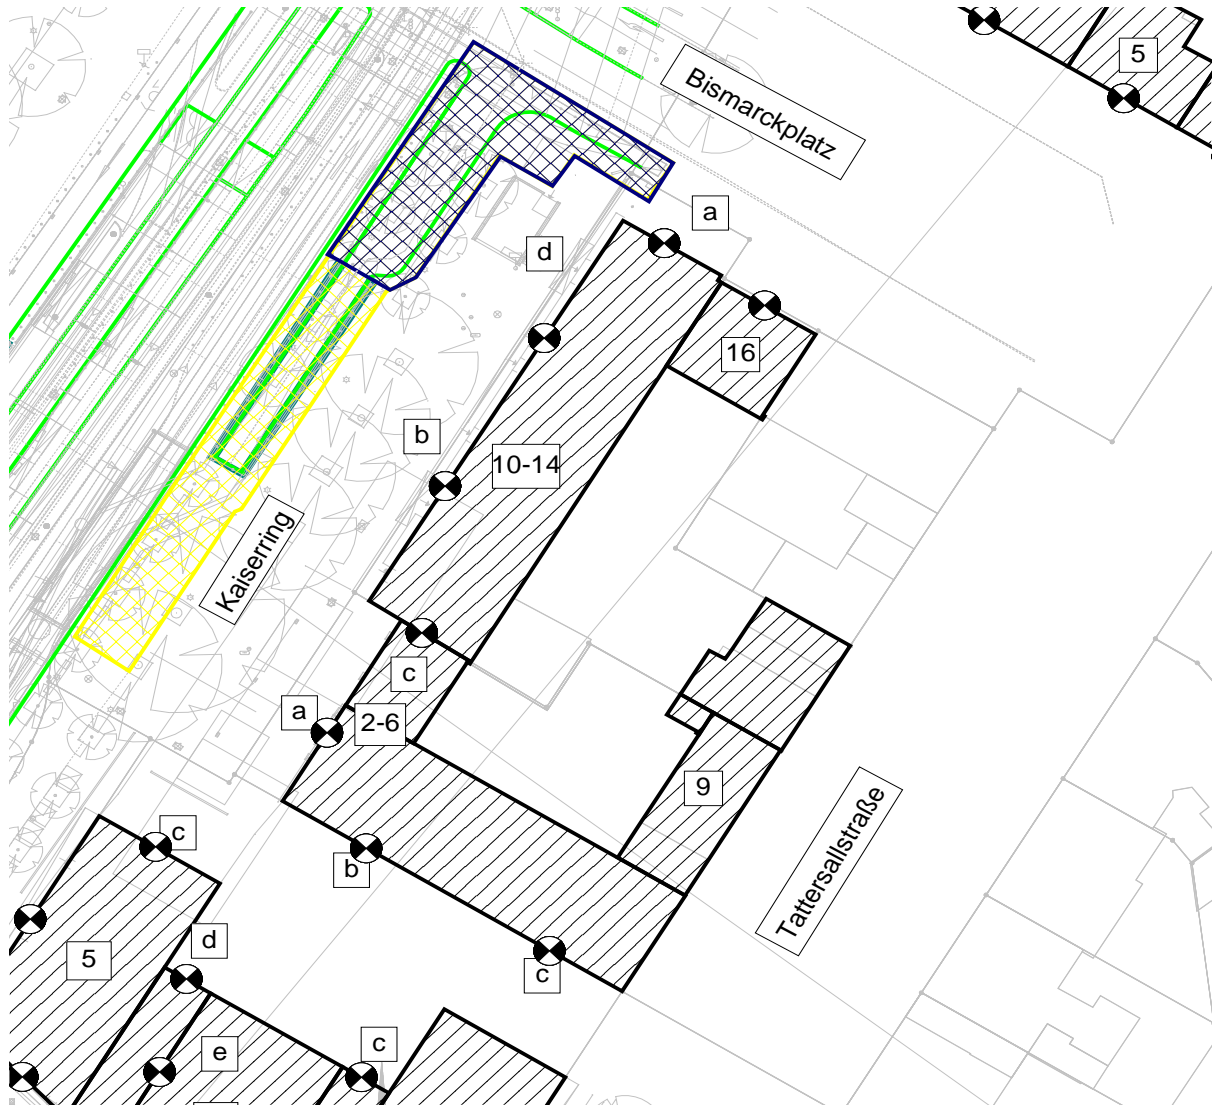 5
Bismarckplatz
a
d
16
b
10-14
Kaiserring
c
a
2-6
9
c
b
Tattersallstraße
d
5
c
e
c